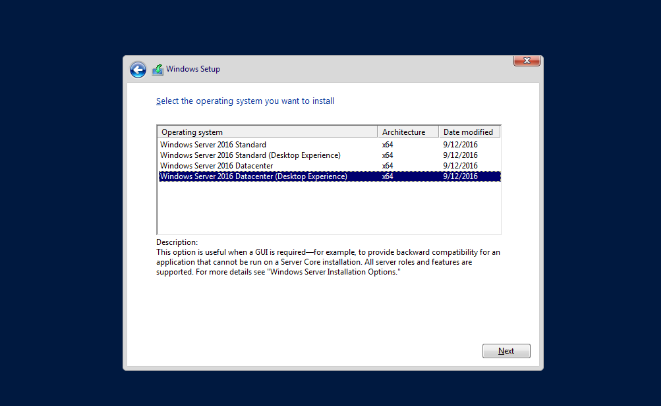 Windows Setup
Select the operating system you want to install
Operating system Architecture Date modified
Windows Server 2016 Standard x64 9/12/2016
Windows Server 2016 Standard (Desktop Experience) x64 9/12/2016
Windows Server 2016 Datacenter x64 9/12/2016
Windows Server 2016 Datacenter (Desktop Experience) x64 9/12/2016
Description:
This option is useful when a GUI is required—for example, to provide backward compatibility for an
application that cannot be run on a Server Core installation. All server roles and features are
supported. For more details see "Windows Server Installation Options."
Next